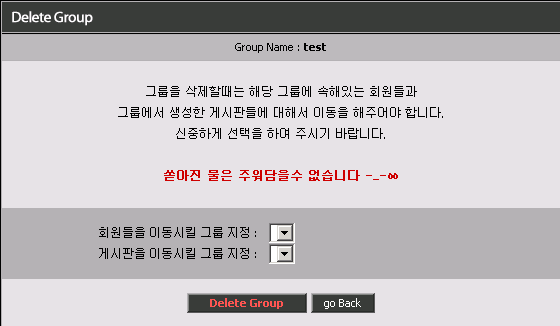 Delete Group
Group Name : test
그룹을 삭제할때는 해당 그룹에 속해있는 회원들과
그룹에서 생성한 게시판들에 대해서 이동을 해주어야 합니다.
신중하게 선택을 하여 주시기 바랍니다.
쏟아진 물은 주워담을수 없습니다 -_-∞
회원들을 이동시킬 그룹 지정 :
게시판을 이동시킬 그룹 지정 :
Delete Group go Back